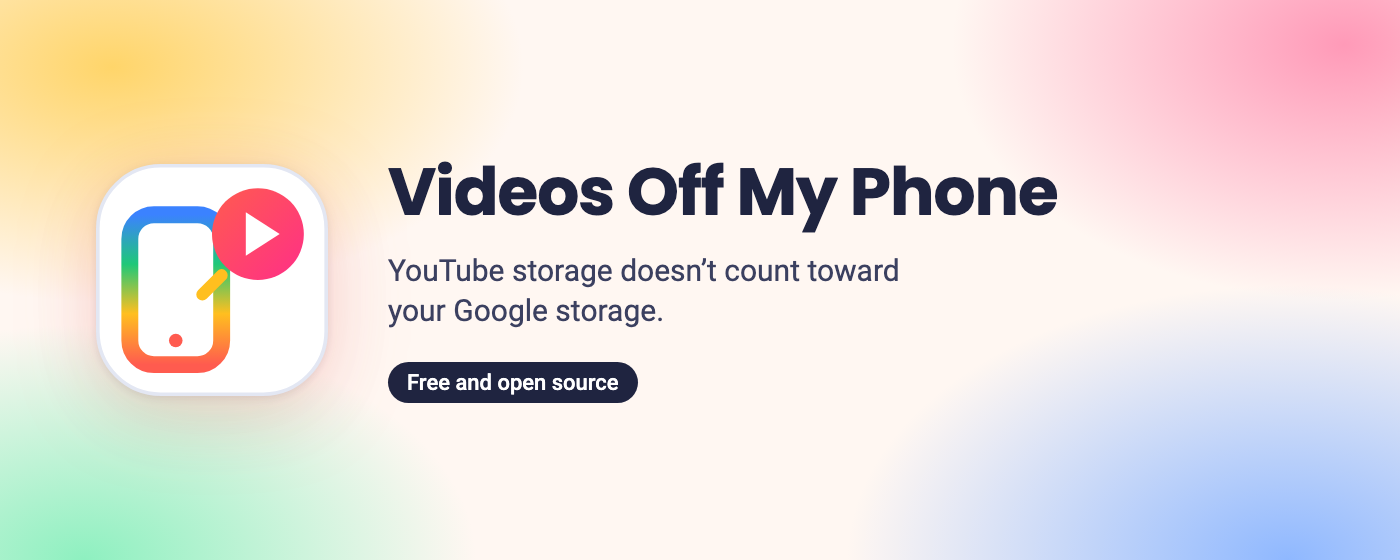 Videos Off My Phone
YouTube storage doesn’t count toward
your Google storage.
Free and open source